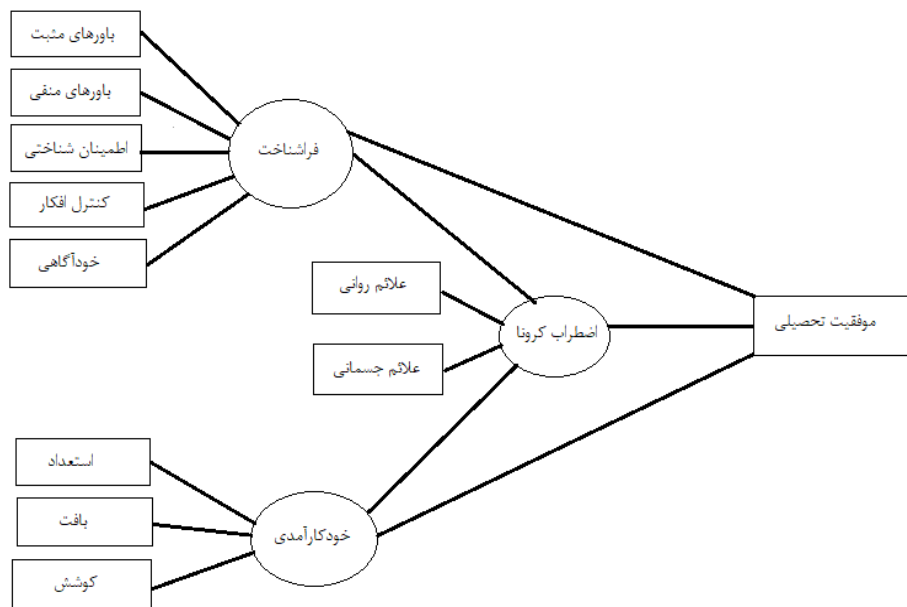 باورهای مثبت
باورهای منفی
اطمینان شناختی
کنترل افکار
خودآگاهی
فراشناخت
علائم روانی
علائم جسمانی
اضطراب کرونا
موفقیت تحصیلی
استعداد
بافت
کوشش
خودکارآمدی